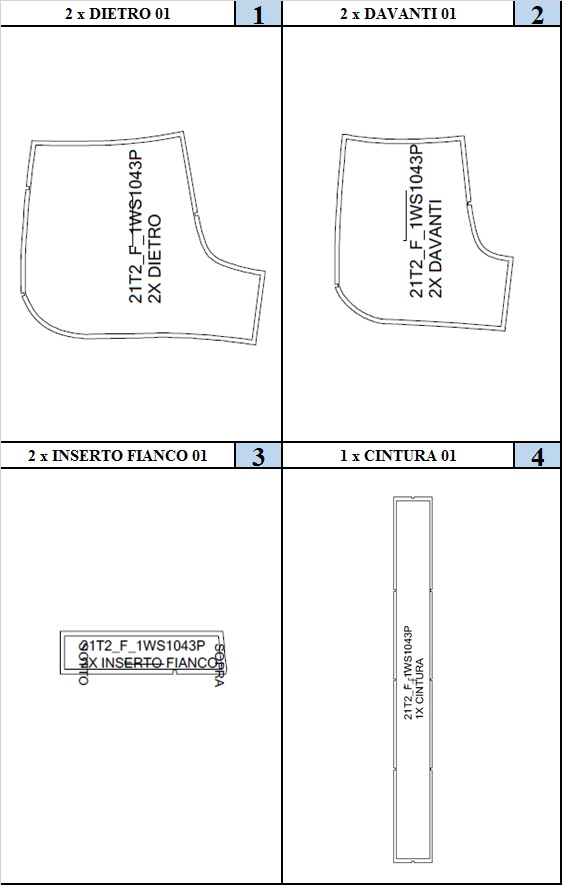 2 x DIETRO 01
1
21T2_F_1WS1043P
2X DIETRO
2 x DAVANTI 01
2
21T2_F_1WS1043P
2X DAVANTI
2 x INSERTO FIANCO 01
3
21T2_F_1WS1043P
2X INSERTO FIANCO
SOTTO
SOPRA
1 x CINTURA 01
4
21T2_F_1WS1043P
1X CINTURA